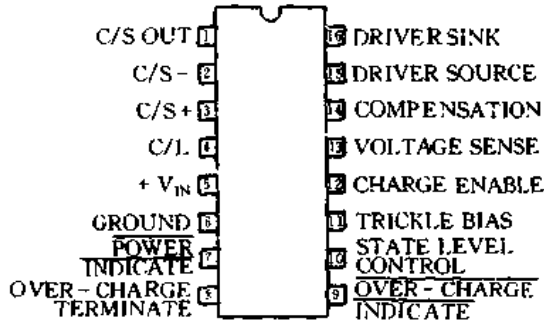 C/S OUT 1
C/S - 2
C/S + 3
C/L 4
+ VIN 5
GROUND 6
POWER
INDICATE 7
OVER - CHARGE
TERMINATE 8
16 DRIVER SINK
15 DRIVER SOURCE
14 COMPENSATION
13 VOLTAGE SENSE
12 CHARGE ENABLE
11 TRICKLE BIAS
10 STATE LEVEL
CONTROL
9 OVER - CHARGE
INDICATE